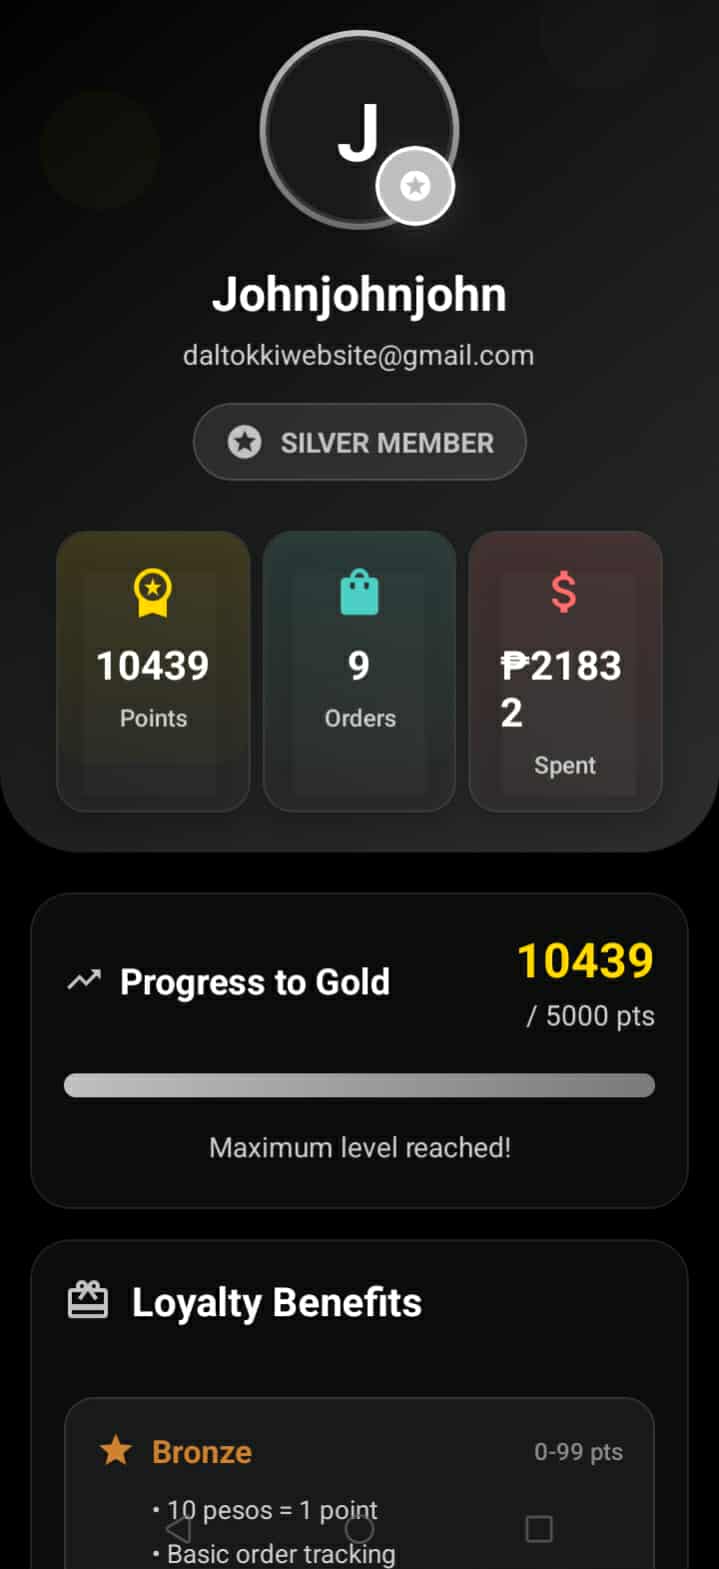 J
Johnjohnjohn
daltokkiwebsite@gmail.com
SILVER MEMBER
10439
Points
9
Orders
$
₱2183
2
Spent
Progress to Gold
10439
/ 5000 pts
Maximum level reached!
Loyalty Benefits
Bronze
0-99 pts
• 10 pesos = 1 point
• Basic order tracking